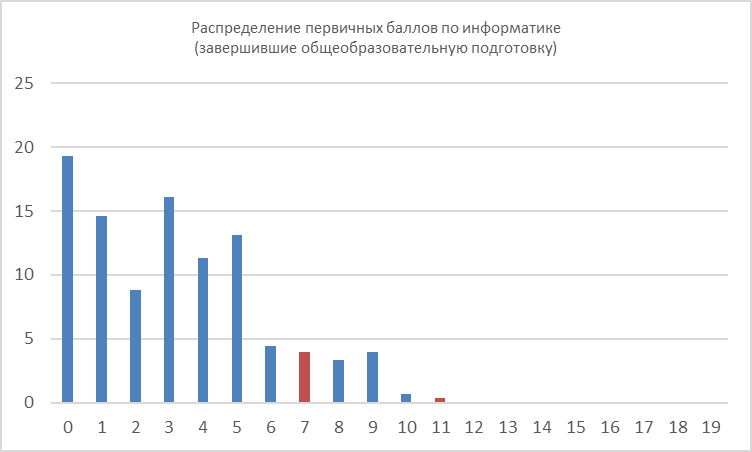 Распределение первичных баллов по информатике
(завершившие общеобразовательную подготовку)
25
20
15
10
5
0
0 1 2 3 4 5 6 7 8 9 10 11 12 13 14 15 16 17 18 19